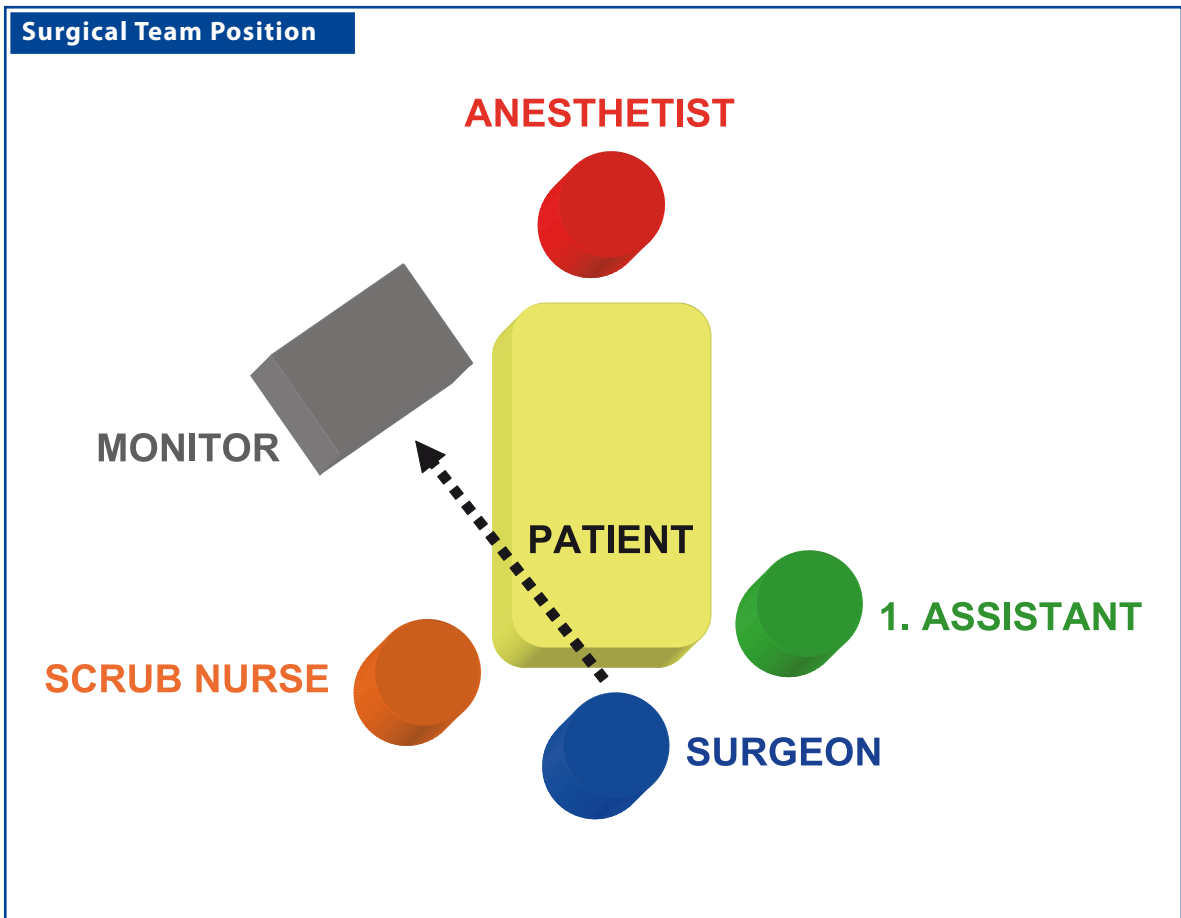 Surgical Team Position
ANESTHETIST
MONITOR
PATIENT
1. ASSISTANT
SCRUB NURSE
SURGEON